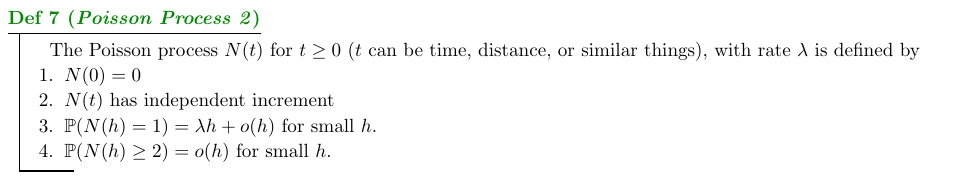 Def 7 (Poisson Process 2)
The Poisson process N(t) for t ≥ 0 (t can be time, distance, or similar things), with rate λ is defined by
1. N(0) = 0
2. N(t) has independent increment
3. ℙ(N(h) = 1) = λh + o(h) for small h.
4. ℙ(N(h) ≥ 2) = o(h) for small h.